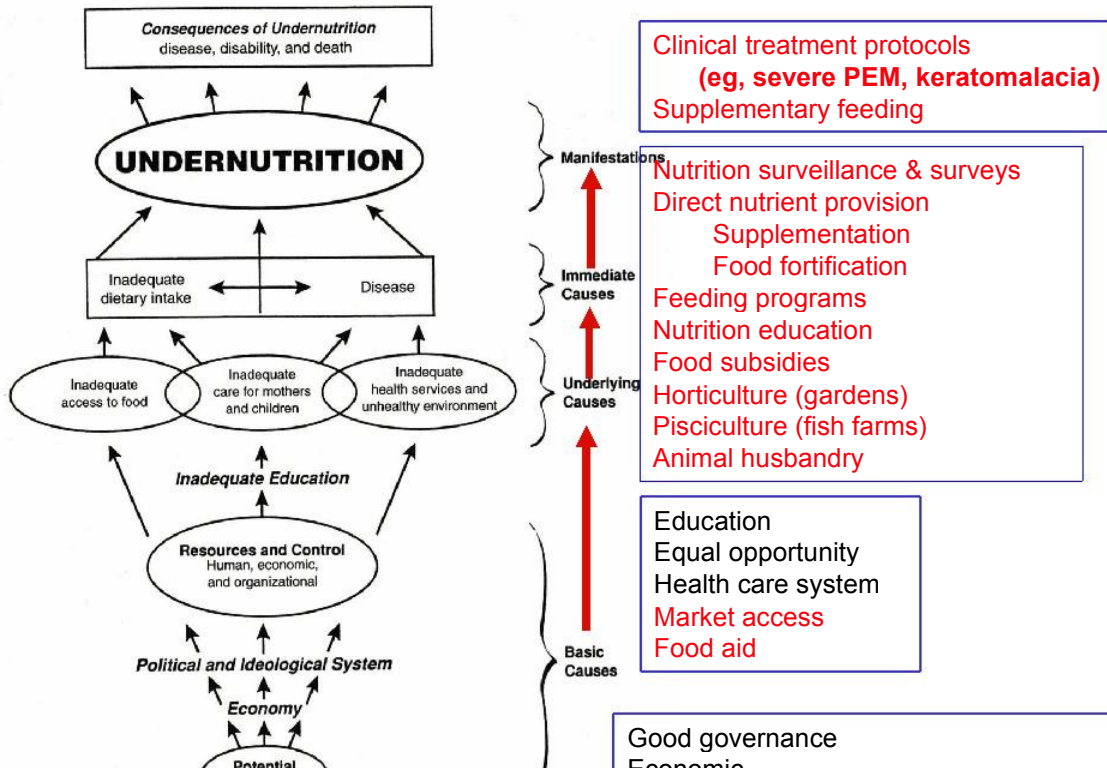 Consequences of Undernutrition
disease, disability, and death
UNDERNUTRITION
Inadequate
dietary intake
Disease
Inadequate
access to food
Inadequate
care for mothers
and children
Inadequate
health services and
unhealthy environment
Inadequate Education
Resources and Control
Human, economic,
and organizational
Political and Ideological System
Economy
Potential
Manifestations
Immediate
Causes
Underlying
Causes
Basic
Causes
Clinical treatment protocols
(eg, severe PEM, keratomalacia)
Supplementary feeding
Nutrition surveillance & surveys
Direct nutrient provision
Supplementation
Food fortification
Feeding programs
Nutrition education
Food subsidies
Horticulture (gardens)
Pisciculture (fish farms)
Animal husbandry
Education
Equal opportunity
Health care system
Market access
Food aid
Good governance
Economic